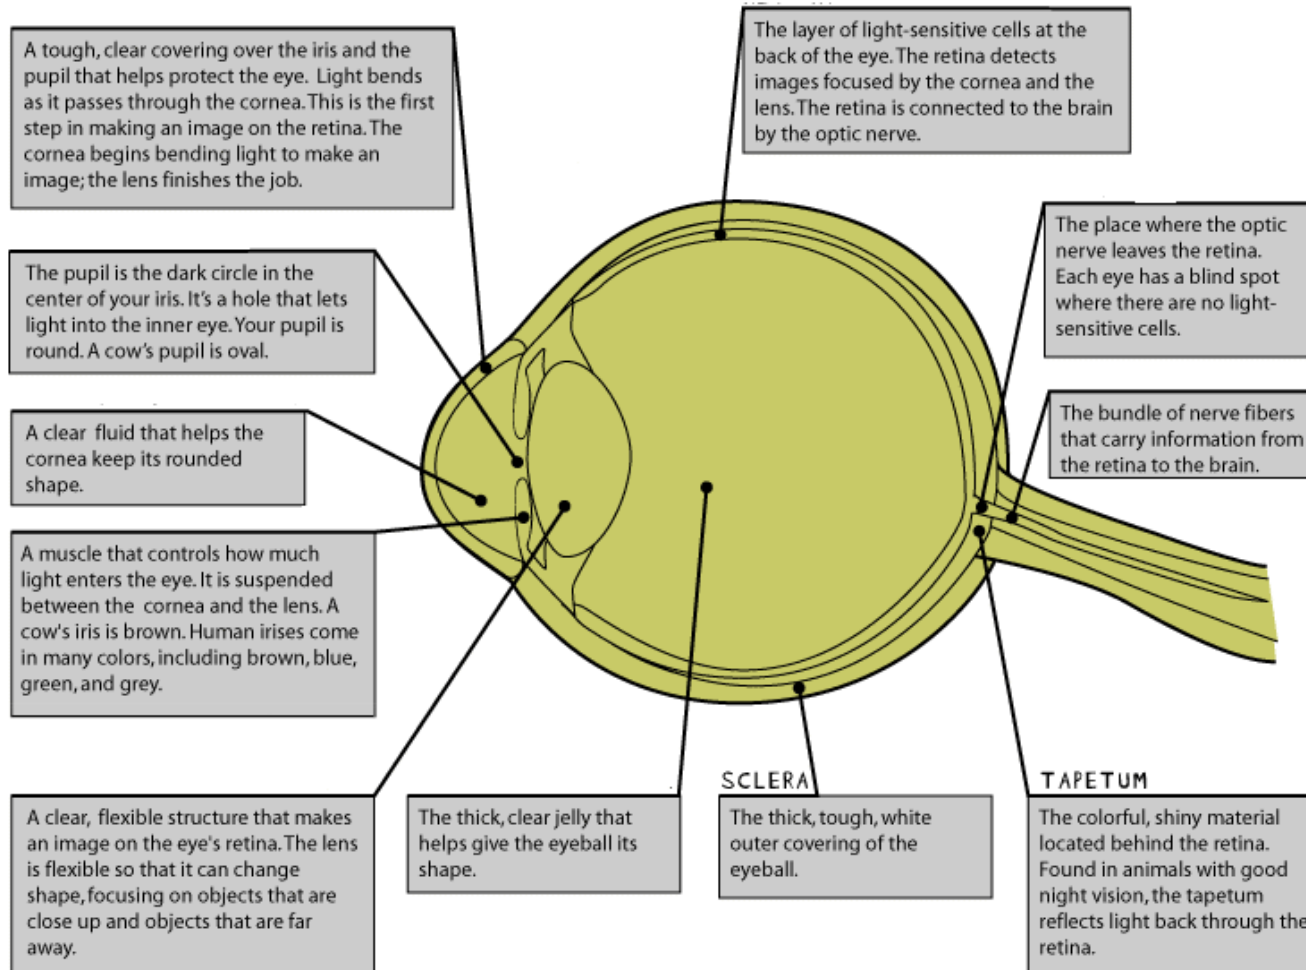 A tough, clear covering over the iris and the
pupil that helps protect the eye. Light bends
as it passes through the cornea. This is the first
step in making an image on the retina. The
cornea begins bending light to make an
image; the lens finishes the job.
The layer of light-sensitive cells at the
back of the eye. The retina detects
images focused by the cornea and the
lens. The retina is connected to the brain
by the optic nerve.
The pupil is the dark circle in the
center of your iris. It's a hole that lets
light into the inner eye. Your pupil is
round. A cow's pupil is oval.
The place where the optic
nerve leaves the retina.
Each eye has a blind spot
where there are no light-
sensitive cells.
A clear fluid that helps the
cornea keep its rounded
shape.
The bundle of nerve fibers
that carry information from
the retina to the brain.
A muscle that controls how much
light enters the eye. It is suspended
between the cornea and the lens. A
cow's iris is brown. Human irises come
in many colors, including brown, blue,
green, and grey.
A clear, flexible structure that makes
an image on the eye's retina. The lens
is flexible so that it can change
shape, focusing on objects that are
close up and objects that are far
away.
The thick, clear jelly that
helps give the eyeball its
shape.
SCLERA
The thick, tough, white
outer covering of the
eyeball.
TAPETUM
The colorful, shiny material
located behind the retina.
Found in animals with good
night vision, the tapetum
reflects light back through the
retina.